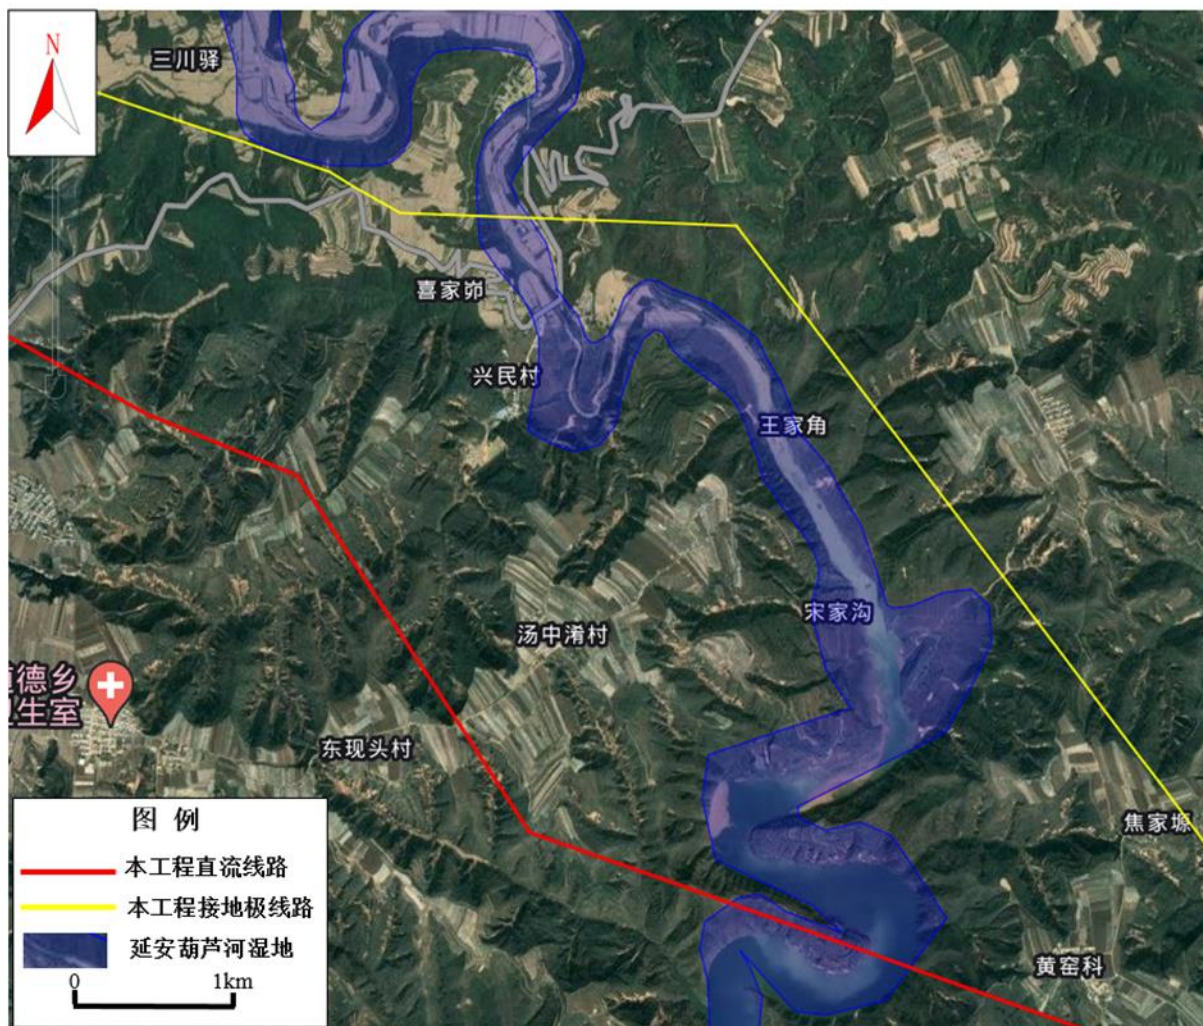 N
三川驿
喜家峁
兴民村
王家角
宋家沟
汤中淆村
德乡
生室
东现头村
焦家塬
黄窑科
图 例
本工程直流线路
本工程接地极线路
延安葫芦河湿地
0
1km